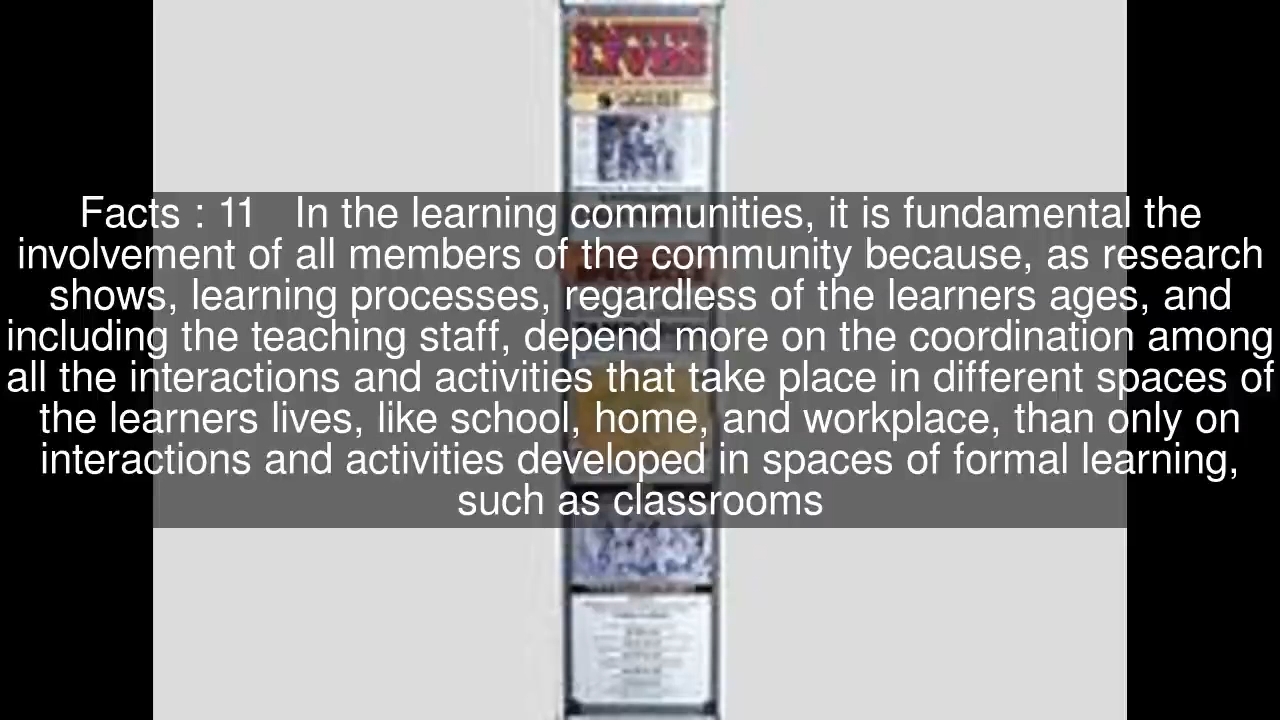 Facts : 11   In the learning communities, it is fundamental the
involvement of all members of the community because, as research
shows, learning processes, regardless of the learners ages, and
including the teaching staff, depend more on the coordination among
all the interactions and activities that take place in different spaces of
the learners lives, like school, home, and workplace, than only on
interactions and activities developed in spaces of formal learning,
such as classrooms